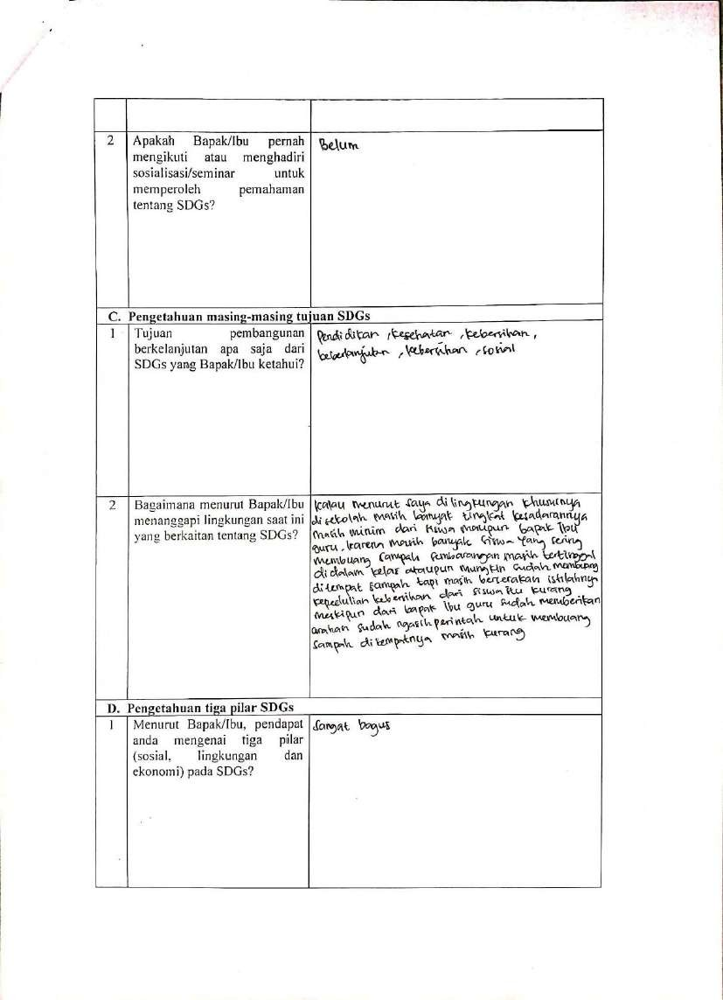 2 Apakah Bapak/Ibu pernah
mengikuti atau menghadiri
sosialisasi/seminar untuk
memperoleh pemahaman
tentang SDGs?
Belum
C. Pengetahuan masing-masing tujuan SDGs
1 Tujuan pembangunan
berkelanjutan apa saja dari
SDGs yang Bapak/Ibu ketahui?
Pendidikan , kesehatan , kebersihan ,
keberlanjutan , kebersihan , sosial
2 Bagaimana menurut Bapak/Ibu
menanggapi lingkungan saat ini
yang berkaitan tentang SDGs?
kalau menurut saya di lingkungan khususnya
di sekolah masih banyak tingkat kesadarannya
masih minim dari siswa maupun bapak Ibu
guru, karena masih banyak siswa yang sering
membuang sampah sembarangan masih tertinggal
di dalam kelas ataupun mungkin sudah membuang
di tempat sampah tapi masih berserakan istilahnya
kepedulian kebersihan dari siswa itu kurang
meskipun dari bapak Ibu guru sudah memberikan
arahan sudah ngasih perintah untuk membuang
sampah di tempatnya masih kurang
D. Pengetahuan tiga pilar SDGs
1 Menurut Bapak/Ibu, pendapat
anda mengenai tiga pilar
(sosial, lingkungan dan
ekonomi) pada SDGs?
Sangat bagus